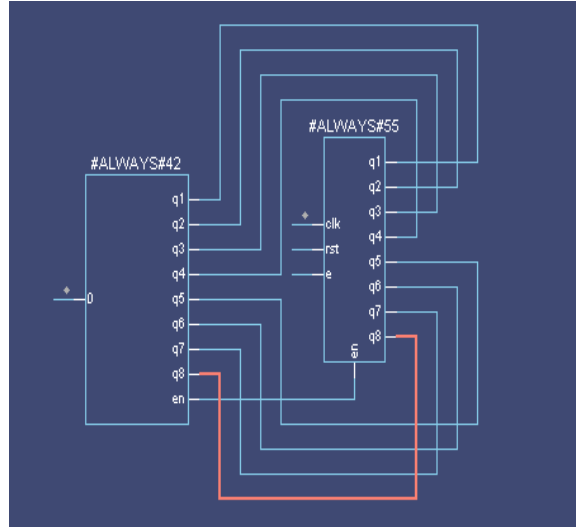 #ALWAYS#55
#ALWAYS#42
q1
q2
q3
q4
q5
q6
q7
q8
en
0
clk
rst
e
q1
q2
q3
q4
q5
q6
q7
q8
en